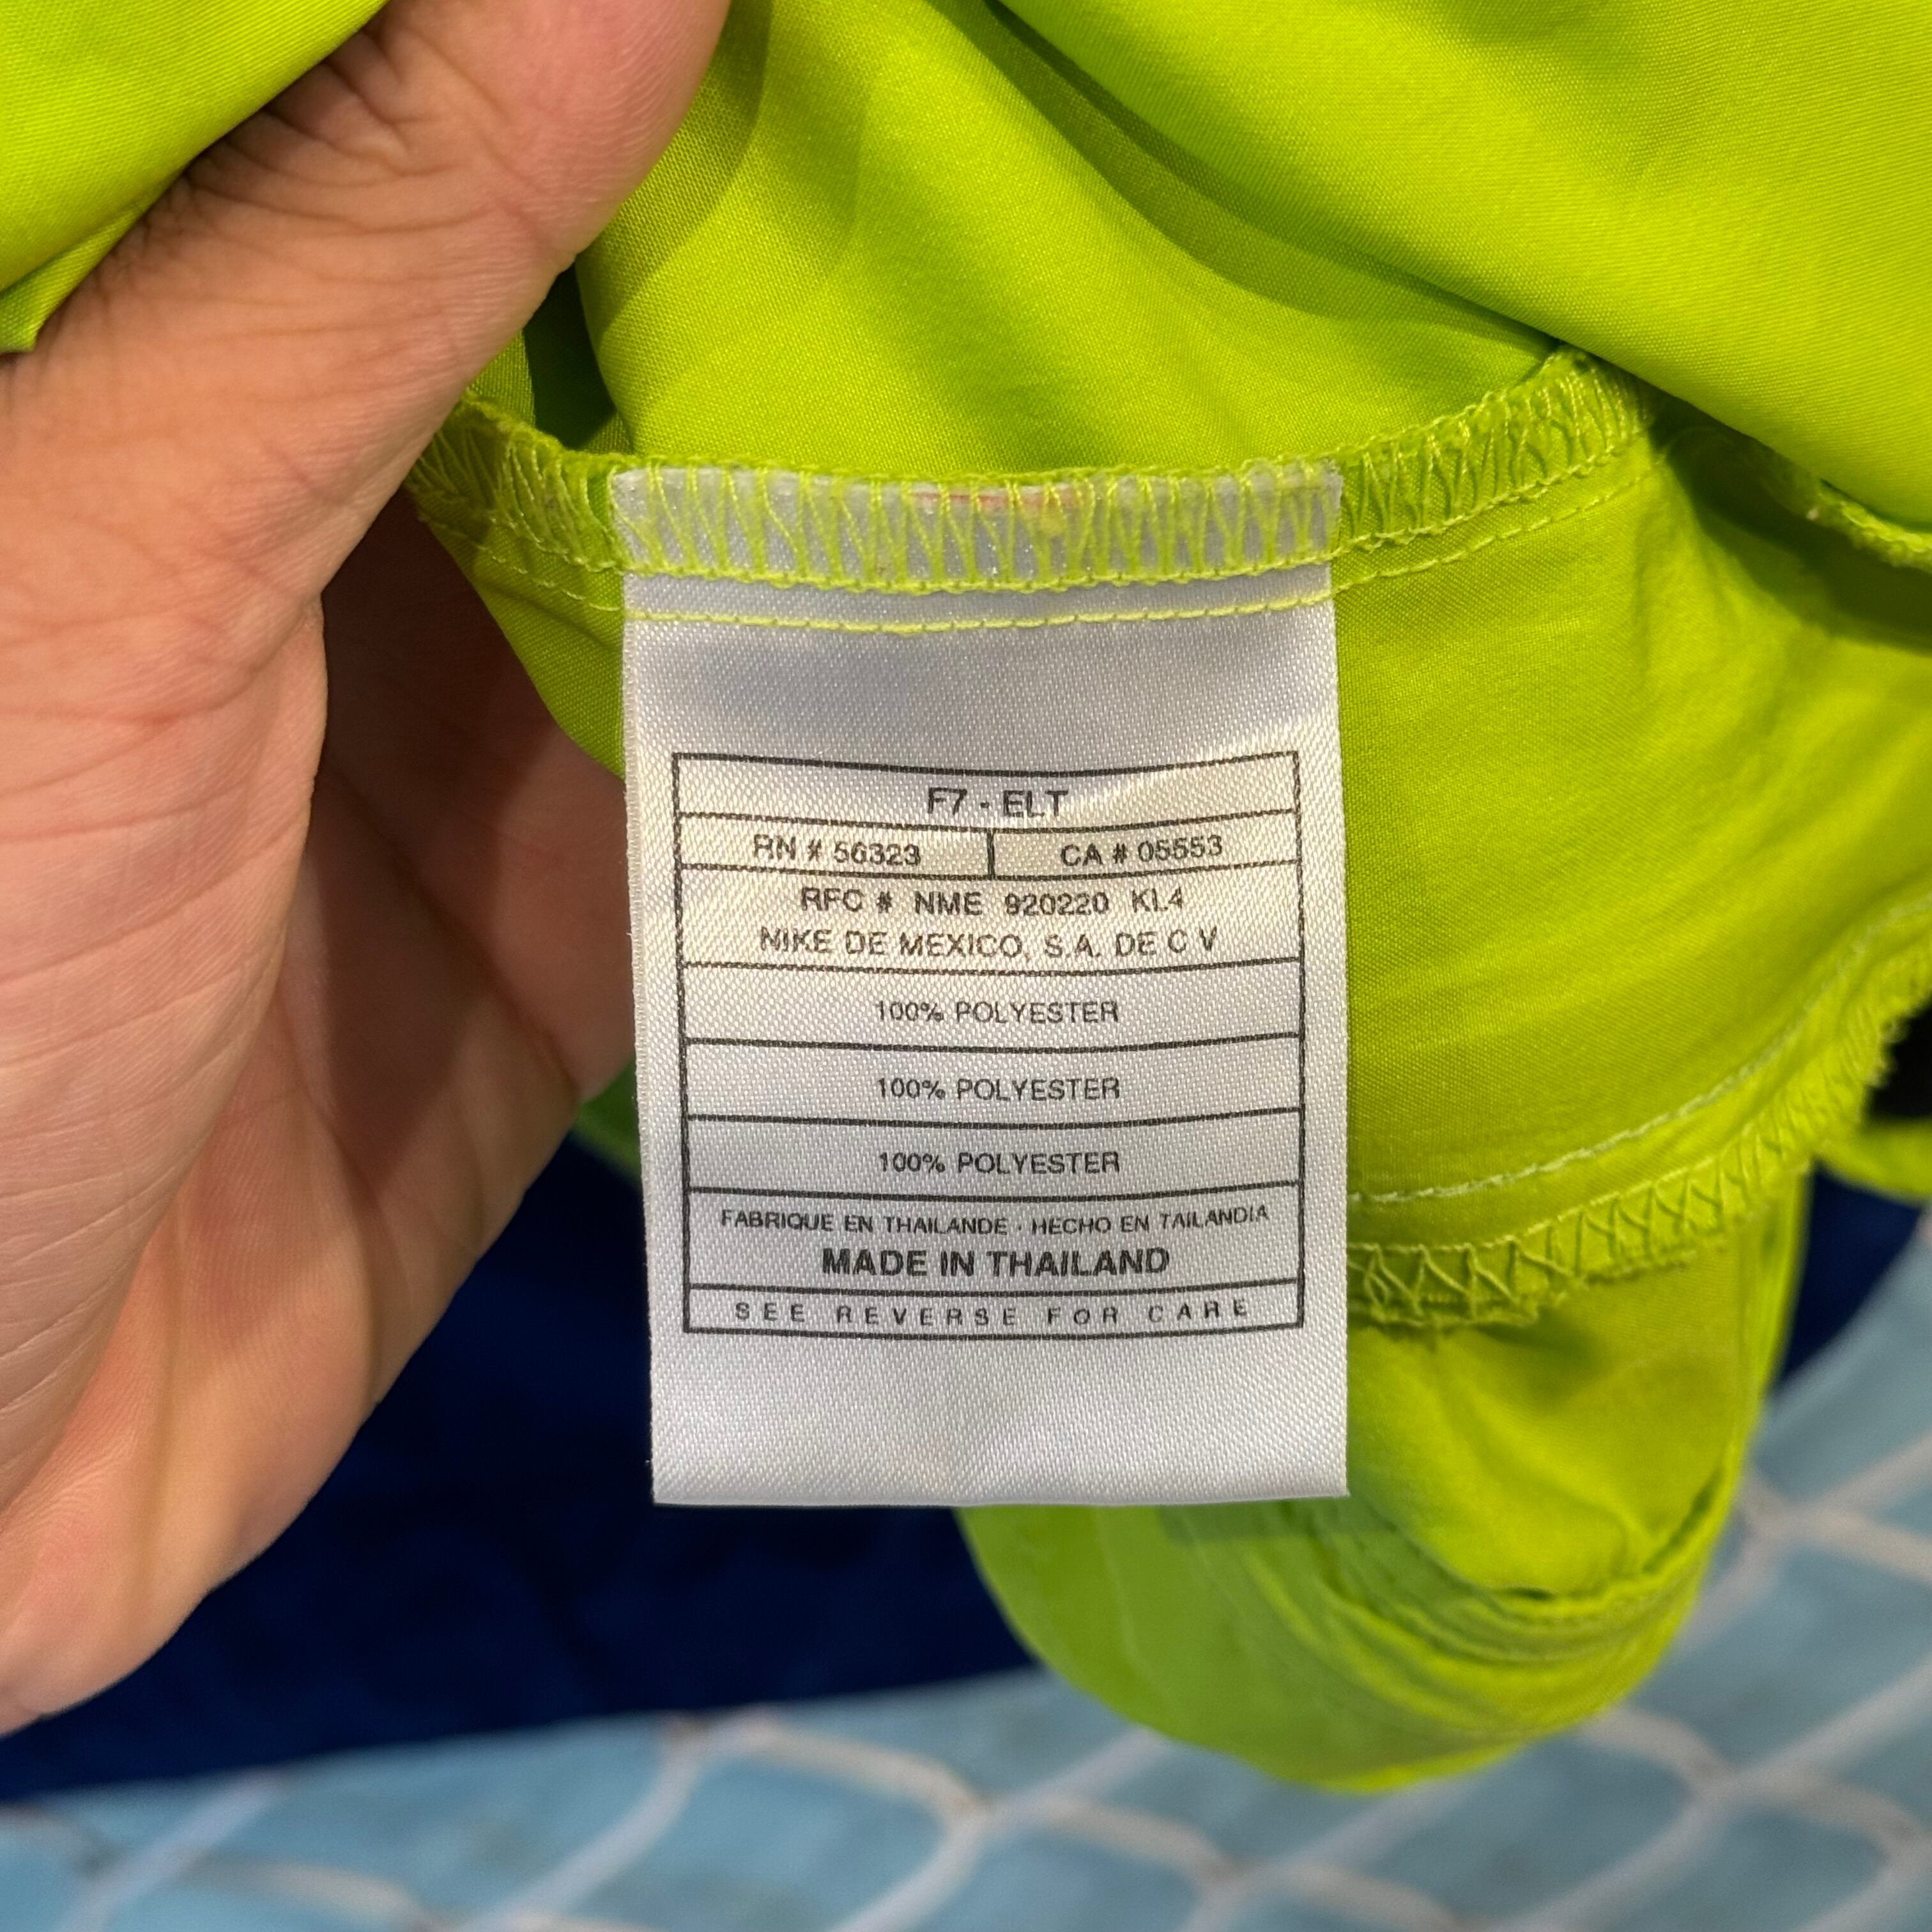 F7 - ELT
RN # 56323
CA # 05553
RFC # NME 920220 KL4
NIKE DE MEXICO, S.A. DE C V
100% POLYESTER
100% POLYESTER
100% POLYESTER
FABRIQUE EN THAILANDE · HECHO EN TAILANDIA
MADE IN THAILAND
SEE REVERSE FOR CARE